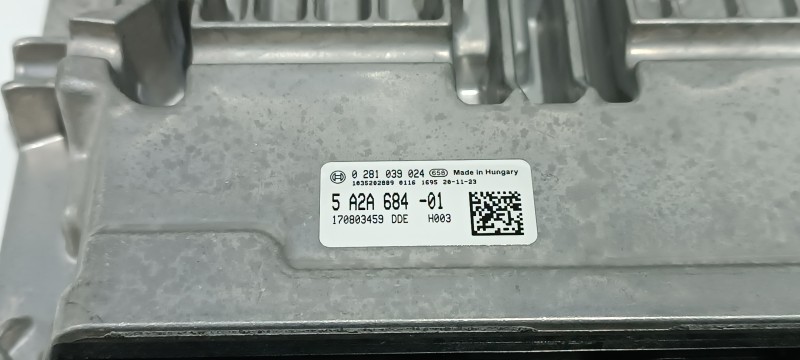 0 281 039 024 658 Made in Hungary
1035202889 0116 1695 20-11-23
5 A2A 684 -01
170803459 DDE H003